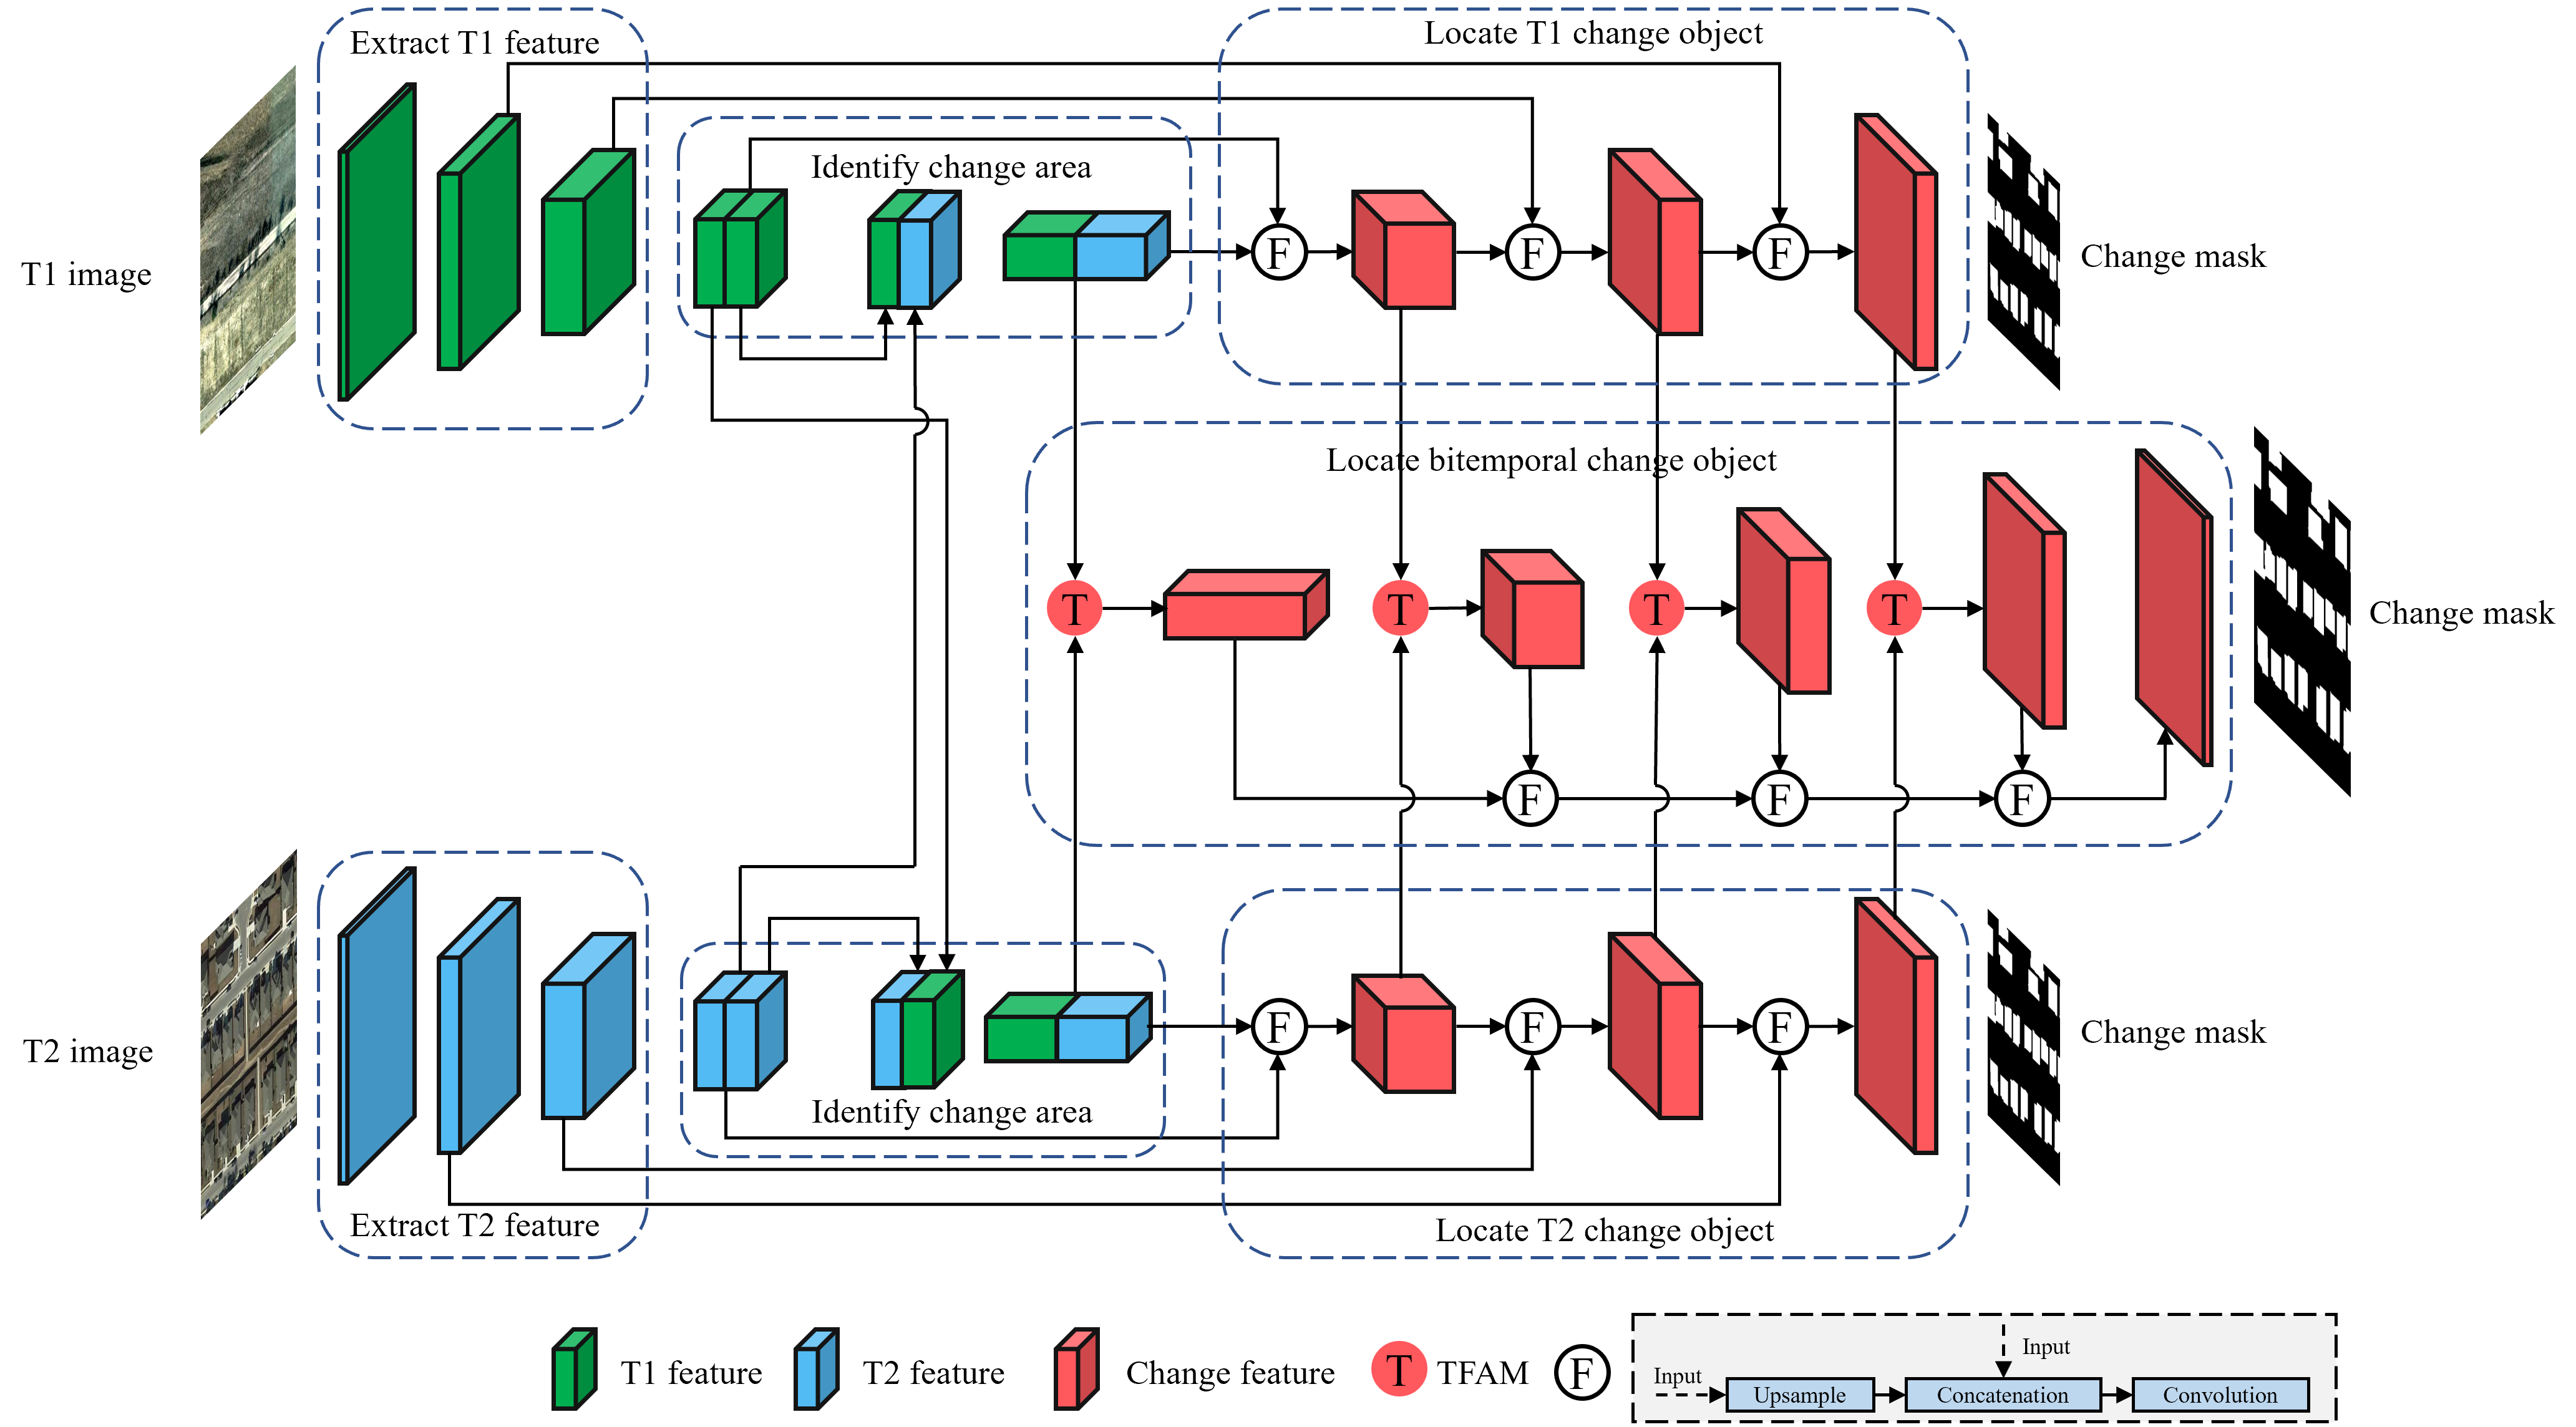 Extract T1 feature
Locate T1 change object
Identify change area
T1 image
F
F
F
Change mask
Locate bitemporal change object
T
T
T
T
Change mask
F
F
F
T2 image
F
F
F
Change mask
Identify change area
Extract T2 feature
Locate T2 change object
T1 feature
T2 feature
Change feature
T
TFAM
F
Input
Input
Upsample
Concatenation
Convolution